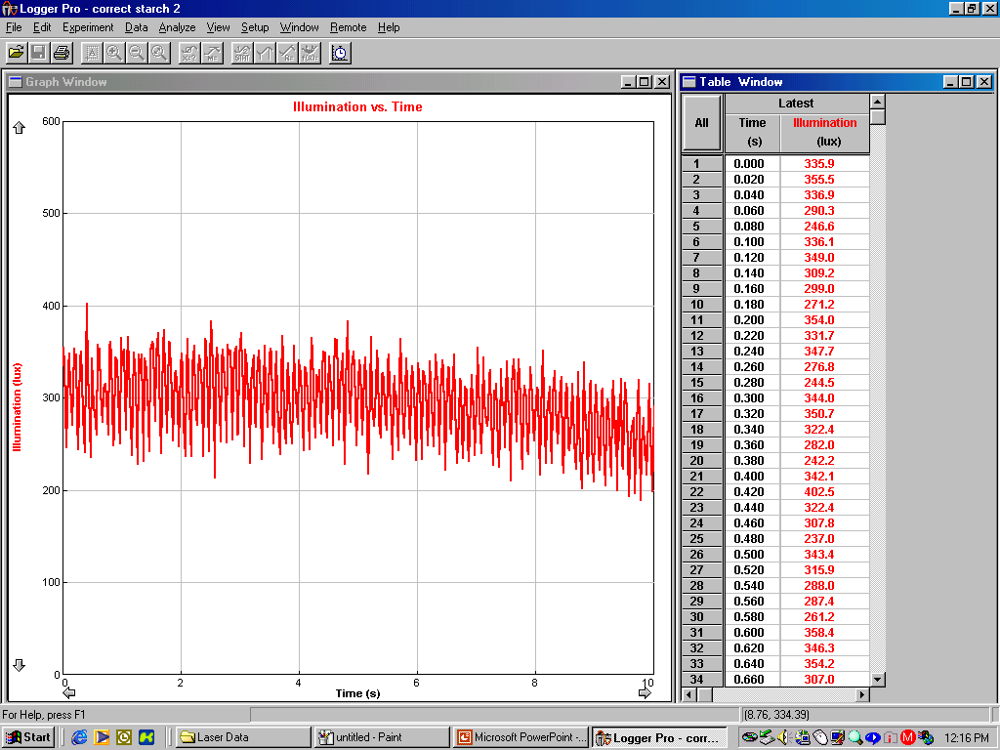 Logger Pro - correct starch 2
File Edit Experiment Data Analyze View Setup Window Remote Help
Graph Window
Illumination vs. Time
600
500
400
300
200
100
0
Illumination (lux)
0 2 4 6 8 10
Time (s)
Table Window
All
Latest
Time Illumination
(s) (lux)
1 0.000 335.9
2 0.020 355.5
3 0.040 336.9
4 0.060 290.3
5 0.080 246.6
6 0.100 336.1
7 0.120 349.0
8 0.140 309.2
9 0.160 299.0
10 0.180 271.2
11 0.200 354.0
12 0.220 331.7
13 0.240 347.7
14 0.260 276.8
15 0.280 244.5
16 0.300 344.0
17 0.320 350.7
18 0.340 322.4
19 0.360 282.0
20 0.380 242.2
21 0.400 342.1
22 0.420 402.5
23 0.440 322.4
24 0.460 307.8
25 0.480 237.0
26 0.500 343.4
27 0.520 315.9
28 0.540 288.0
29 0.560 287.4
30 0.580 261.2
31 0.600 358.4
32 0.620 346.3
33 0.640 354.2
34 0.660 307.0
For Help, press F1
(8.76, 334.39)
Start Laser Data untitled - Paint Microsoft PowerPoint -... Logger Pro - corr... 12:16 PM